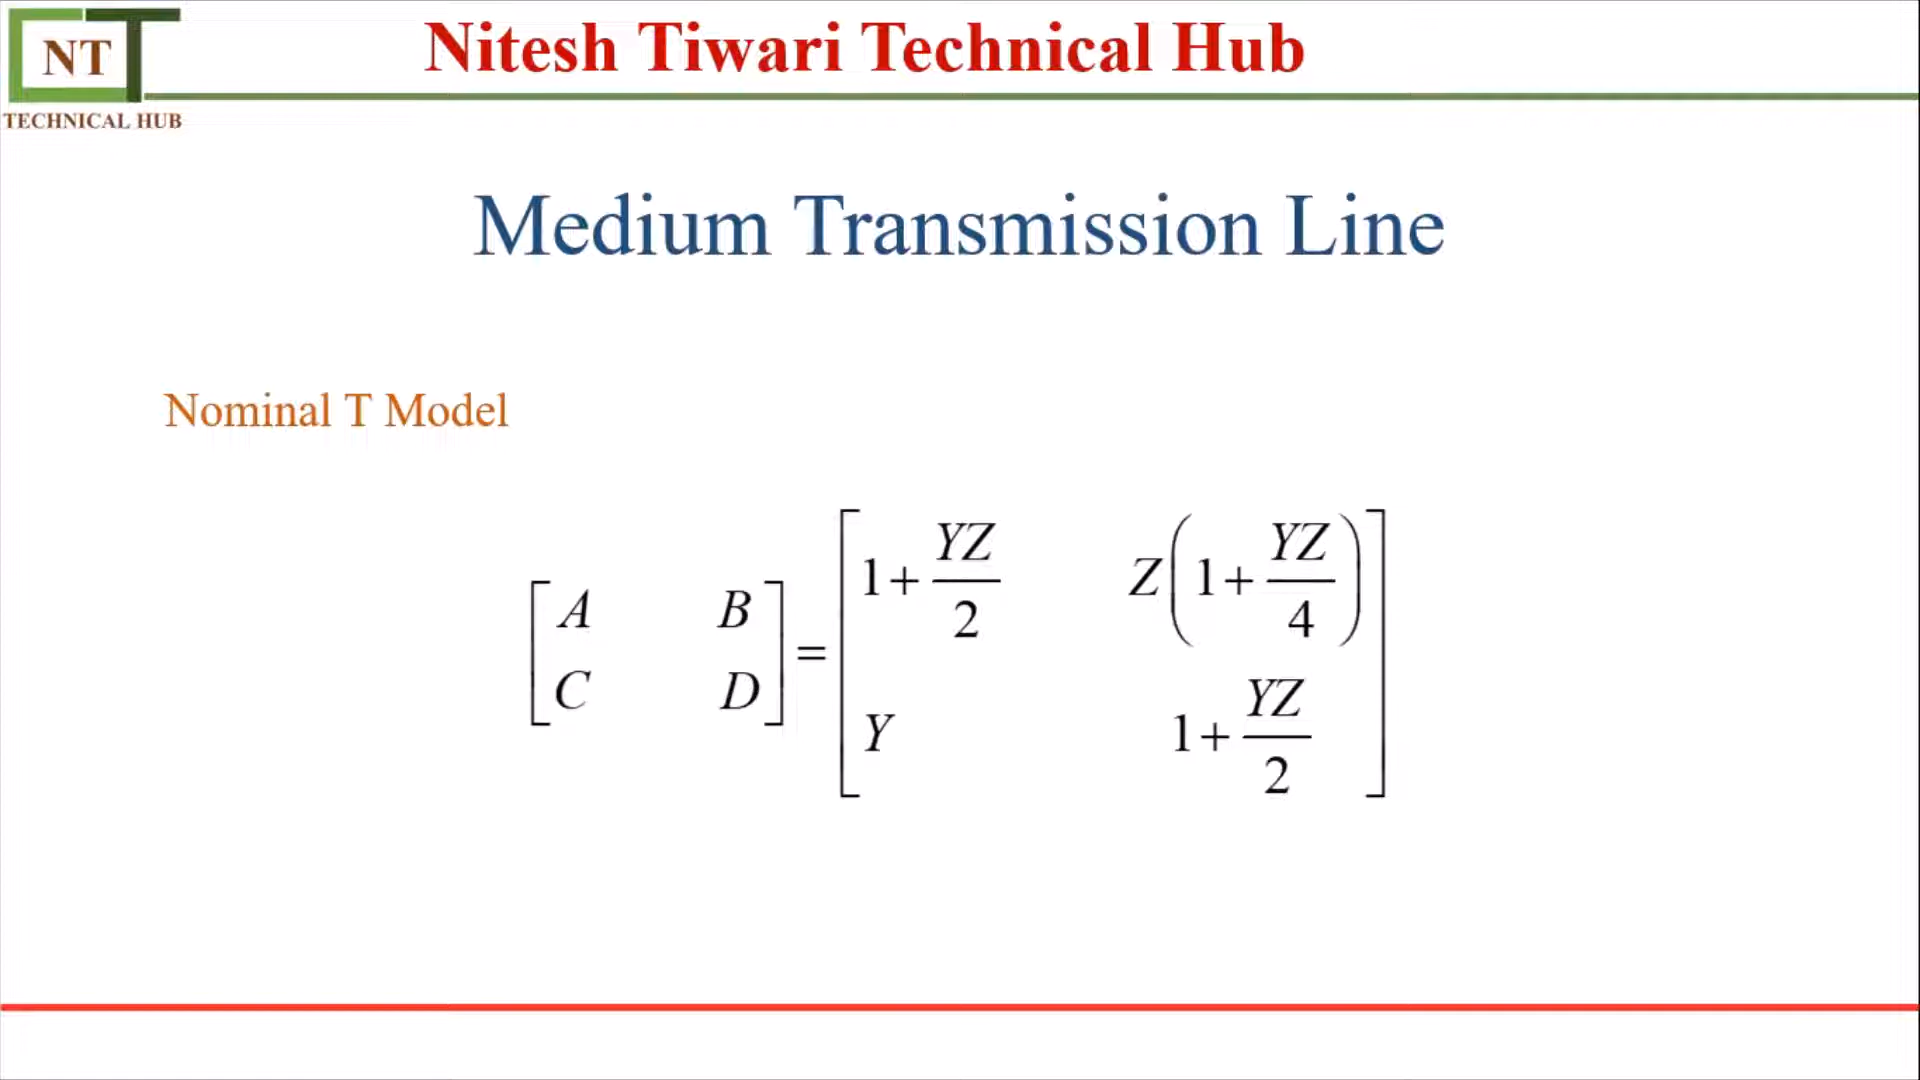 NT
TECHNICAL HUB
Nitesh Tiwari Technical Hub
Medium Transmission Line
Nominal T Model
[A B; C D] = [1+YZ/2 Z(1+YZ/4); Y 1+YZ/2]